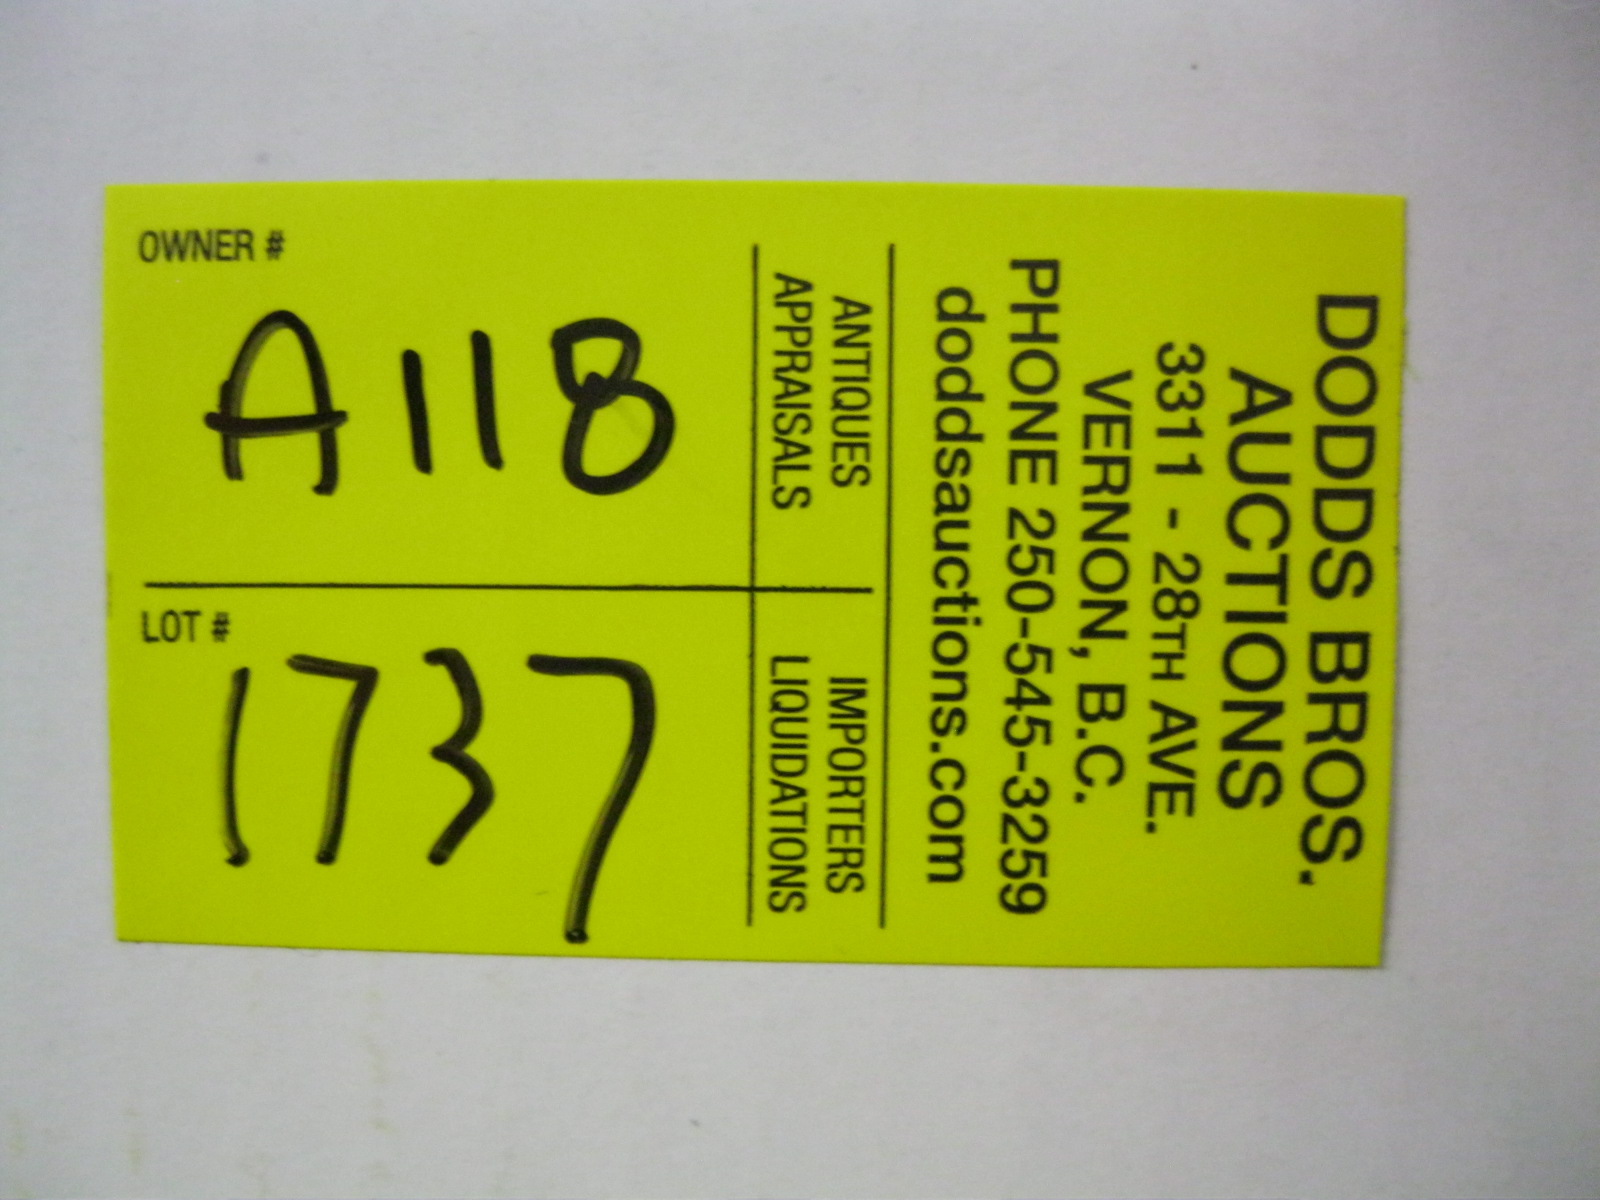 DODDS BROS.
AUCTIONS
3311 - 28TH AVE.
VERNON, B.C.
PHONE 250-545-3259
doddsauctions.com
ANTIQUES
APPRAISALS
IMPORTERS
LIQUIDATIONS
OWNER #
A118
LOT #
1737